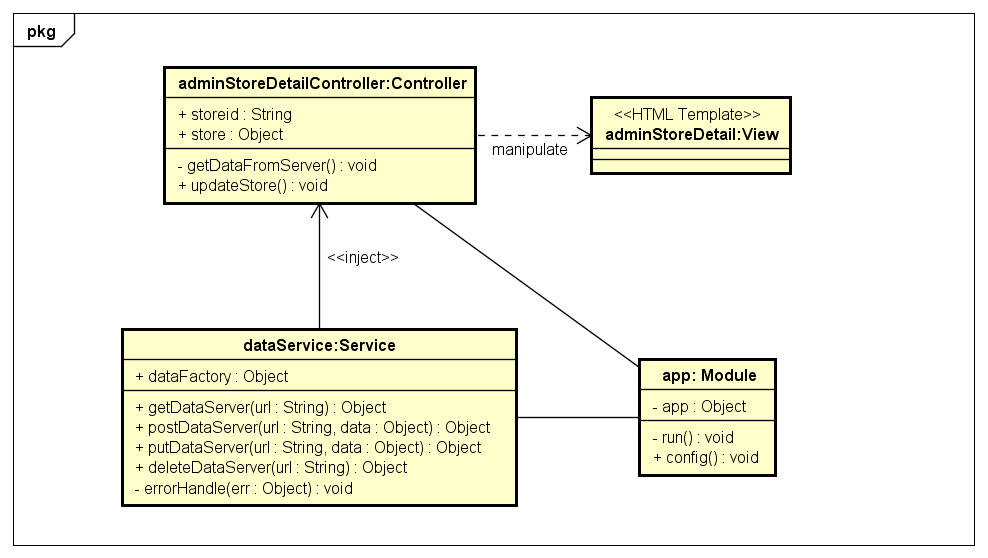 pkg
adminStoreDetailController:Controller
+ storeid : String
+ store : Object
- getDataFromServer() : void
+ updateStore() : void
manipulate
<<HTML Template>>
adminStoreDetail:View
<<inject>>
dataService:Service
+ dataFactory : Object
+ getDataServer(url : String) : Object
+ postDataServer(url : String, data : Object) : Object
+ putDataServer(url : String, data : Object) : Object
+ deleteDataServer(url : String) : Object
- errorHandle(err : Object) : void
app: Module
- app : Object
- run() : void
+ config() : void